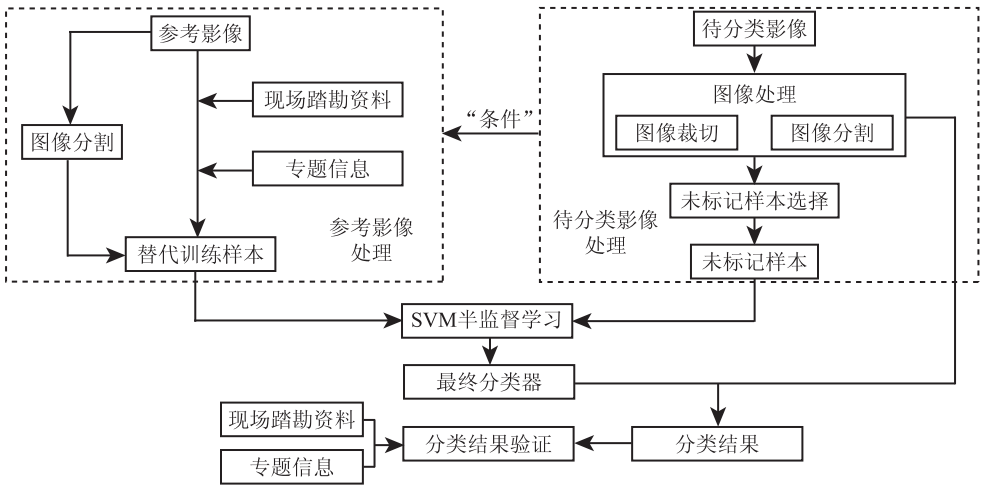 参考影像
现场踏勘资料
图像分割
专题信息
参考影像
处理
替代训练样本
“条件”
待分类影像
图像处理
图像裁切
图像分割
未标记样本选择
待分类影像
处理
未标记样本
SVM半监督学习
最终分类器
现场踏勘资料
专题信息
分类结果验证
分类结果